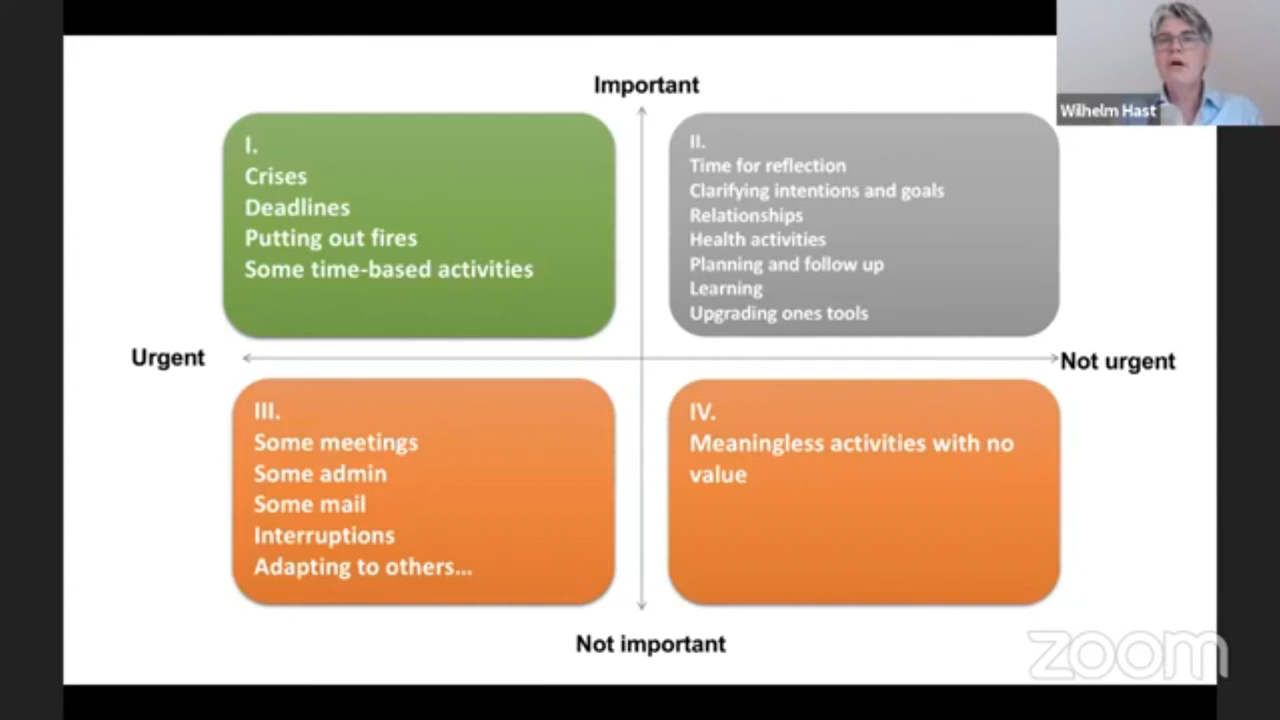 Important
Wilhelm Hast
I.
Crises
Deadlines
Putting out fires
Some time-based activities
II.
Time for reflection
Clarifying intentions and goals
Relationships
Health activities
Planning and follow up
Learning
Upgrading ones tools
Urgent
Not urgent
III.
Some meetings
Some admin
Some mail
Interruptions
Adapting to others...
IV.
Meaningless activities with no
value
Not important
zoom